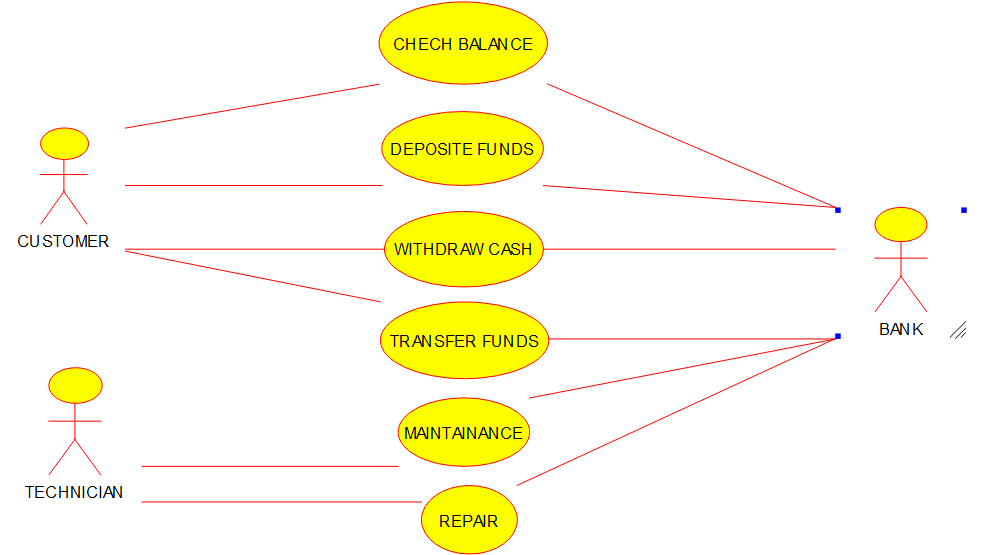 CHECH BALANCE
DEPOSITE FUNDS
CUSTOMER
WITHDRAW CASH
BANK
TRANSFER FUNDS
MAINTAINANCE
TECHNICIAN
REPAIR